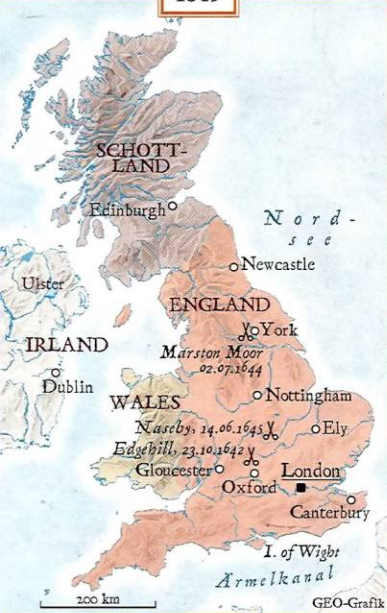 SCHOTT-
LAND
Edinburgh
Nord-
see
Newcastle
Ulster
ENGLAND
York
IRLAND
Marston Moor
02.07.1644
Dublin
WALES
Nottingham
Naseby, 14.06.1645
Ely
Edgehill, 23.10.1642
Gloucester
London
Oxford
Canterbury
I. of Wight
Ärmelkanal
200 km
GEO-Grafik